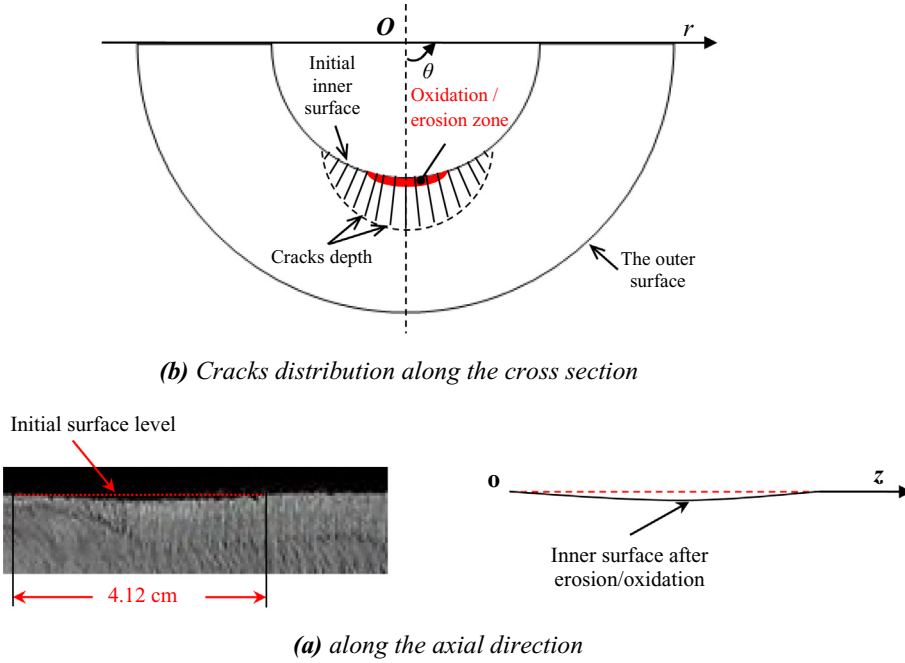 O
r
θ
Initial
inner
surface
Oxidation /
erosion zone
Cracks depth
The outer
surface
(b) Cracks distribution along the cross section
Initial surface level
o
z
Inner surface after
erosion/oxidation
4.12 cm
(a) along the axial direction